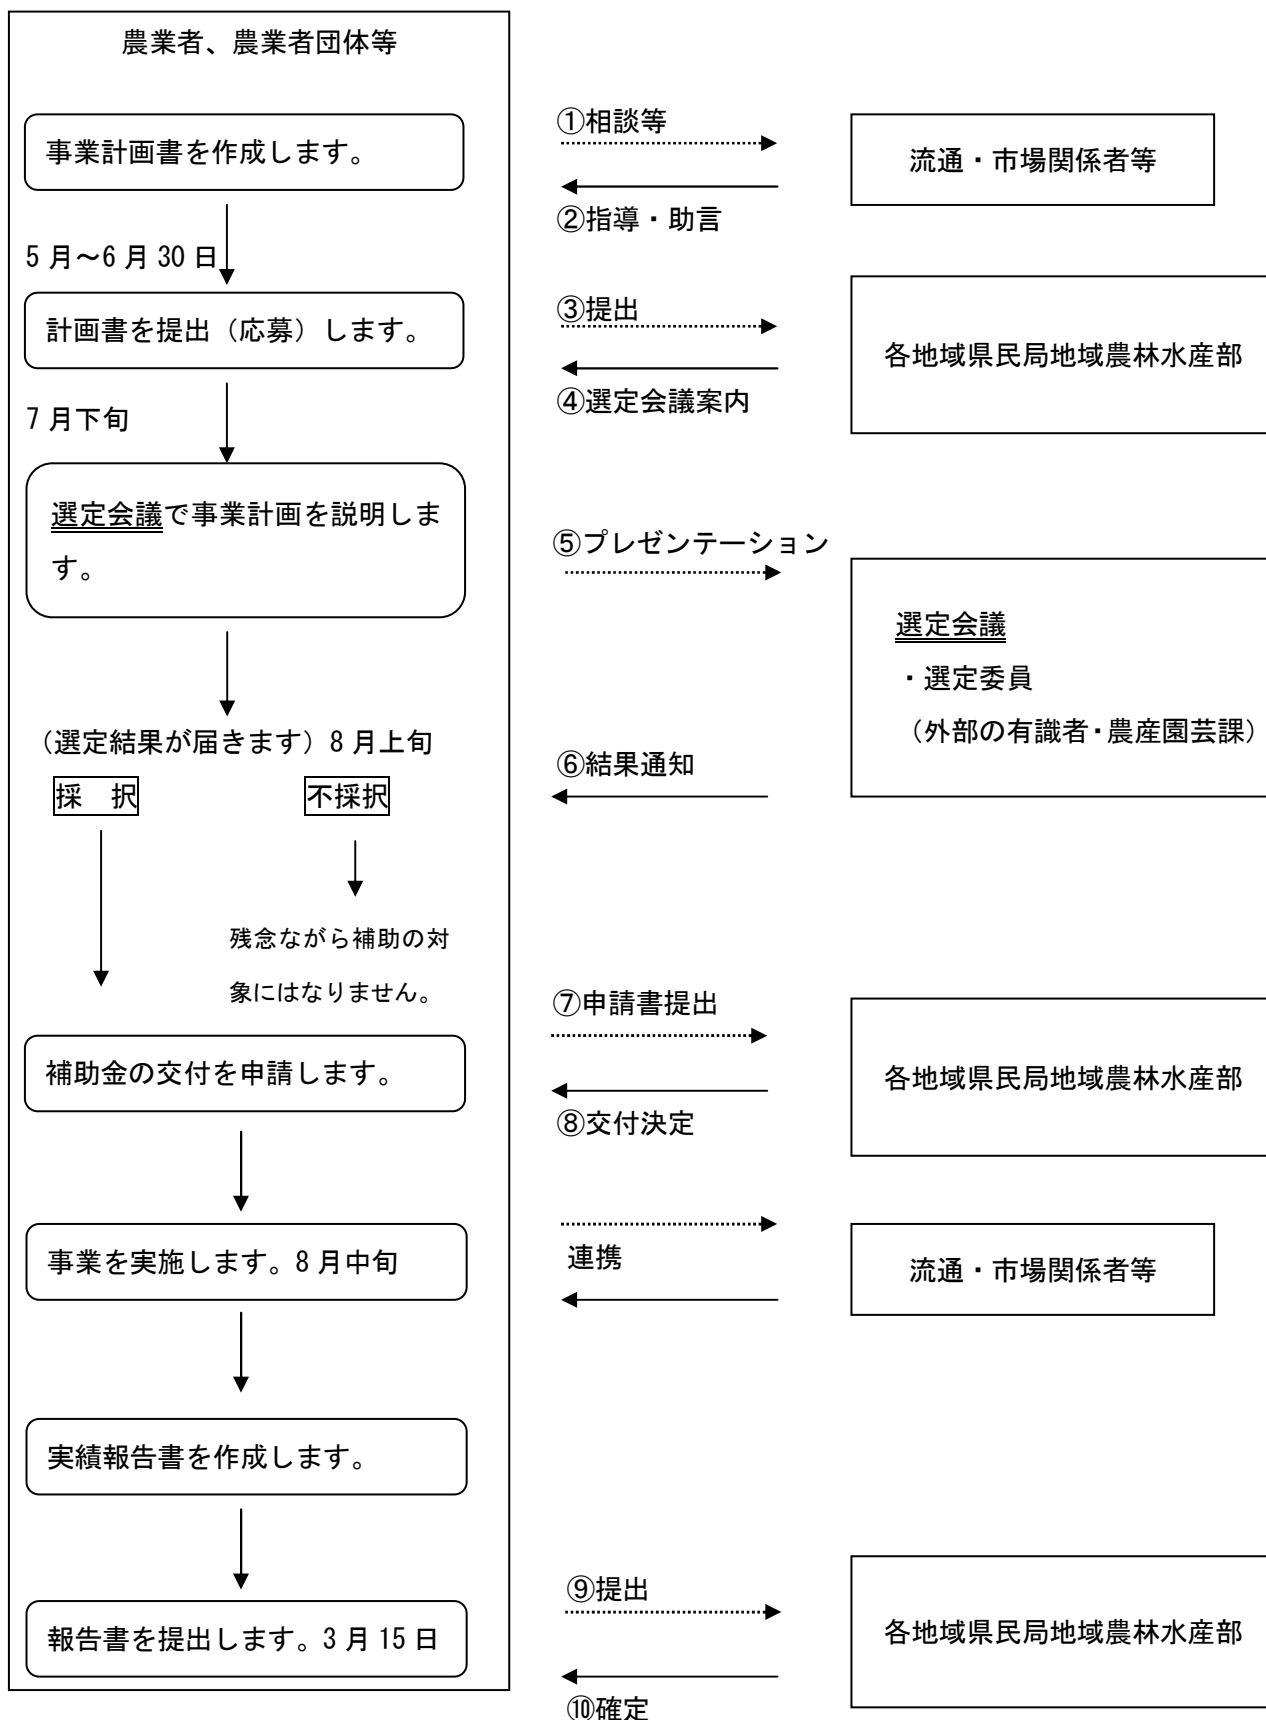 農業者、農業者団体等
事業計画書を作成します。
①相談等
流通・市場関係者等
②指導・助言
5月～6月30日
計画書を提出（応募）します。
③提出
各地域県民局地域農林水産部
④選定会議案内
7月下旬
選定会議で事業計画を説明しま
す。
⑤プレゼンテーション
選定会議
・選定委員
（外部の有識者・農産園芸課）
（選定結果が届きます）8月上旬
⑥結果通知
採　択
不採択
残念ながら補助の対
象にはなりません。
⑦申請書提出
補助金の交付を申請します。
各地域県民局地域農林水産部
⑧交付決定
事業を実施します。8月中旬
連携
流通・市場関係者等
実績報告書を作成します。
⑨提出
報告書を提出します。3月15日
各地域県民局地域農林水産部
⑩確定